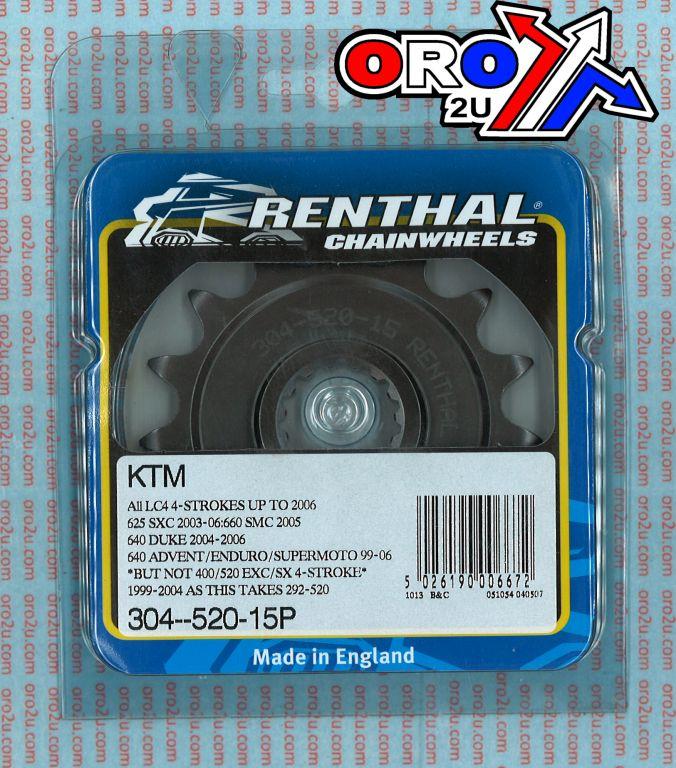 ORO
2U
RENTHAL®
CHAINWHEELS
304-520-15 RENTHAL
KTM
All LC4 4-STROKES UP TO 2006
625 SXC 2003-06:660 SMC 2005
640 DUKE 2004-2006
640 ADVENT/ENDURO/SUPERMOTO 99-06
*BUT NOT 400/520 EXC/SX 4-STROKE*
1999-2004 AS THIS TAKES 292-520
304--520-15P
5 026190 006672
1013 B&C 051054 040507
Made in England
oro2u.com